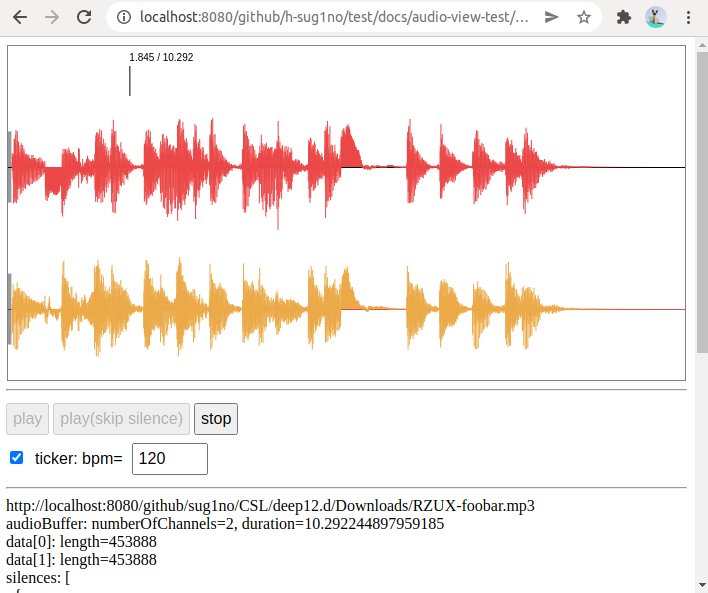 localhost:8080/github/h-sug1no/test/docs/audio-view-test/...
1.845 / 10.292
play play(skip silence) stop
ticker: bpm= 120
http://localhost:8080/github/sug1no/CSL/deep12.d/Downloads/RZUX-foobar.mp3
audioBuffer: numberOfChannels=2, duration=10.292244897959185
data[0]: length=453888
data[1]: length=453888
silences: [